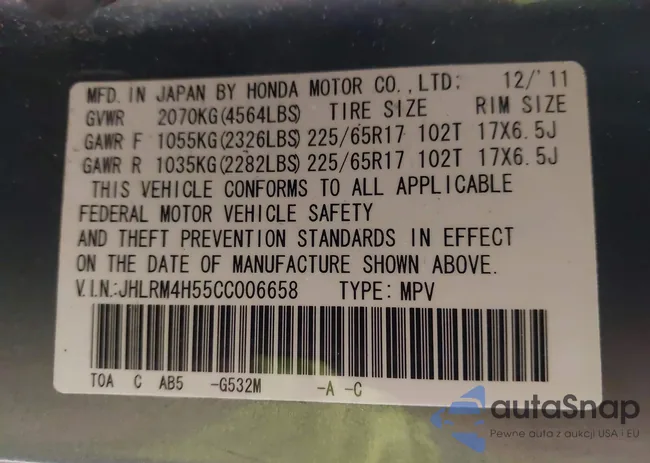 MFD. IN JAPAN BY HONDA MOTOR CO., LTD: 12/'11
GVWR 2070KG(4564LBS) TIRE SIZE RIM SIZE
GAWR F 1055KG(2326LBS) 225/65R17 102T 17X6.5J
GAWR R 1035KG(2282LBS) 225/65R17 102T 17X6.5J
THIS VEHICLE CONFORMS TO ALL APPLICABLE
FEDERAL MOTOR VEHICLE SAFETY
AND THEFT PREVENTION STANDARDS IN EFFECT
ON THE DATE OF MANUFACTURE SHOWN ABOVE.
V.I.N.:JHLRM4H55CC006658 TYPE: MPV
TOA C AB5 -G532M -A -C
autaSnap
Pewne auta z aukcji USA i EU